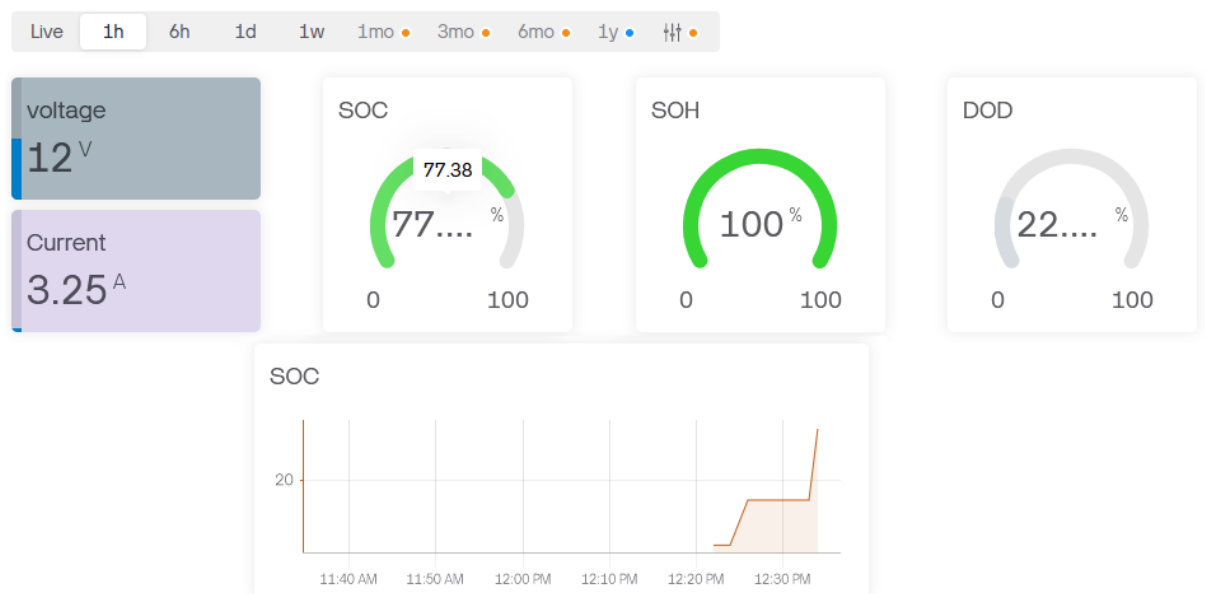 Live 1h 6h 1d 1w 1mo 3mo 6mo 1y
voltage
12 V
Current
3.25 A
SOC
77.38
77.... %
0 100
SOH
100 %
0 100
DOD
22.... %
0 100
SOC
20
11:40 AM 11:50 AM 12:00 PM 12:10 PM 12:20 PM 12:30 PM